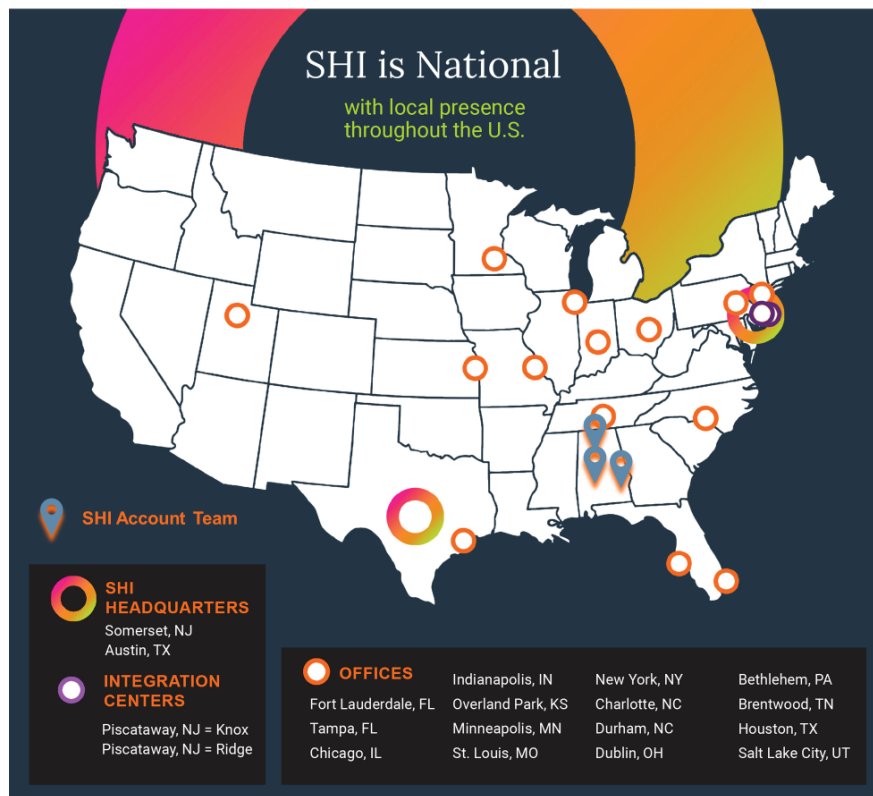 SHI is National
with local presence
throughout the U.S.
SHI Account Team
SHI
HEADQUARTERS
Somerset, NJ
Austin, TX
INTEGRATION
CENTERS
Piscataway, NJ = Knox
Piscataway, NJ = Ridge
OFFICES
Fort Lauderdale, FL
Tampa, FL
Chicago, IL
Indianapolis, IN
Overland Park, KS
Minneapolis, MN
St. Louis, MO
New York, NY
Charlotte, NC
Durham, NC
Dublin, OH
Bethlehem, PA
Brentwood, TN
Houston, TX
Salt Lake City, UT